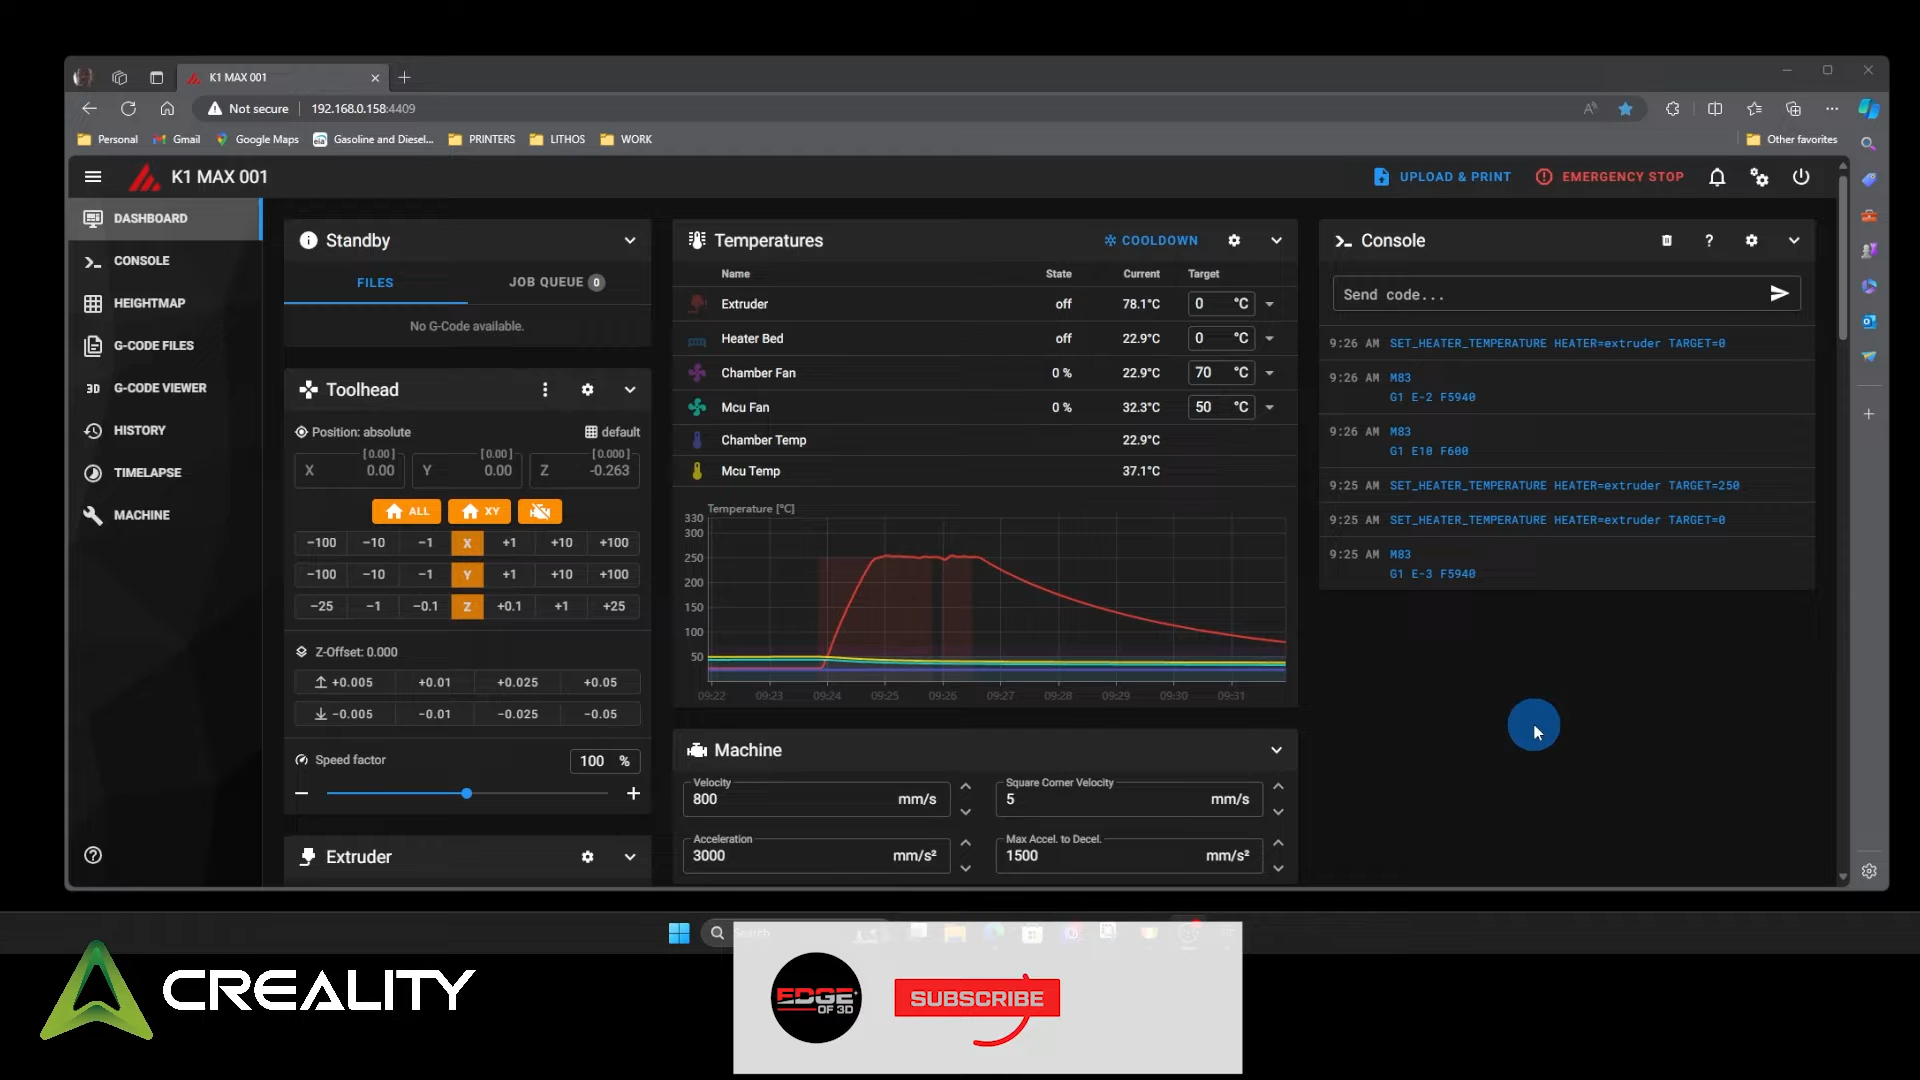 K1 MAX 001
Not secure 192.168.0.158:4409
Personal Gmail Google Maps Gasoline and Diesel... PRINTERS LITHOS WORK Other favorites
K1 MAX 001 UPLOAD & PRINT EMERGENCY STOP
DASHBOARD
CONSOLE
HEIGHTMAP
G-CODE FILES
3D G-CODE VIEWER
HISTORY
TIMELAPSE
MACHINE
Standby
FILES JOB QUEUE 0
No G-Code available.
Toolhead
Position: absolute default
[0.00] [0.00] [0.000]
X 0.00 Y 0.00 Z -0.263
ALL XY
-100 -10 -1 X +1 +10 +100
-100 -10 -1 Y +1 +10 +100
-25 -1 -0.1 Z +0.1 +1 +25
Z-Offset: 0.000
+0.005 +0.01 +0.025 +0.05
-0.005 -0.01 -0.025 -0.05
Speed factor 100 %
Extruder
Temperatures COOLDOWN
Name State Current Target
Extruder off 78.1°C 0 °C
Heater Bed off 22.9°C 0 °C
Chamber Fan 0 % 22.9°C 70 °C
Mcu Fan 0 % 32.3°C 50 °C
Chamber Temp 22.9°C
Mcu Temp 37.1°C
Temperature [°C]
330
300
250
200
150
100
50
09:22 09:23 09:24 09:25 09:26 09:27 09:28 09:29 09:30 09:31
Machine
Velocity Square Corner Velocity
800 mm/s 5 mm/s
Acceleration Max Accel. to Decel.
3000 mm/s² 1500 mm/s²
Console
Send code...
9:26 AM SET_HEATER_TEMPERATURE HEATER=extruder TARGET=0
9:26 AM M83
G1 E-2 F5940
9:26 AM M83
G1 E10 F600
9:25 AM SET_HEATER_TEMPERATURE HEATER=extruder TARGET=250
9:25 AM SET_HEATER_TEMPERATURE HEATER=extruder TARGET=0
9:25 AM M83
G1 E-3 F5940
Search
CREALITY
EDGE
OF 3D
SUBSCRIBE